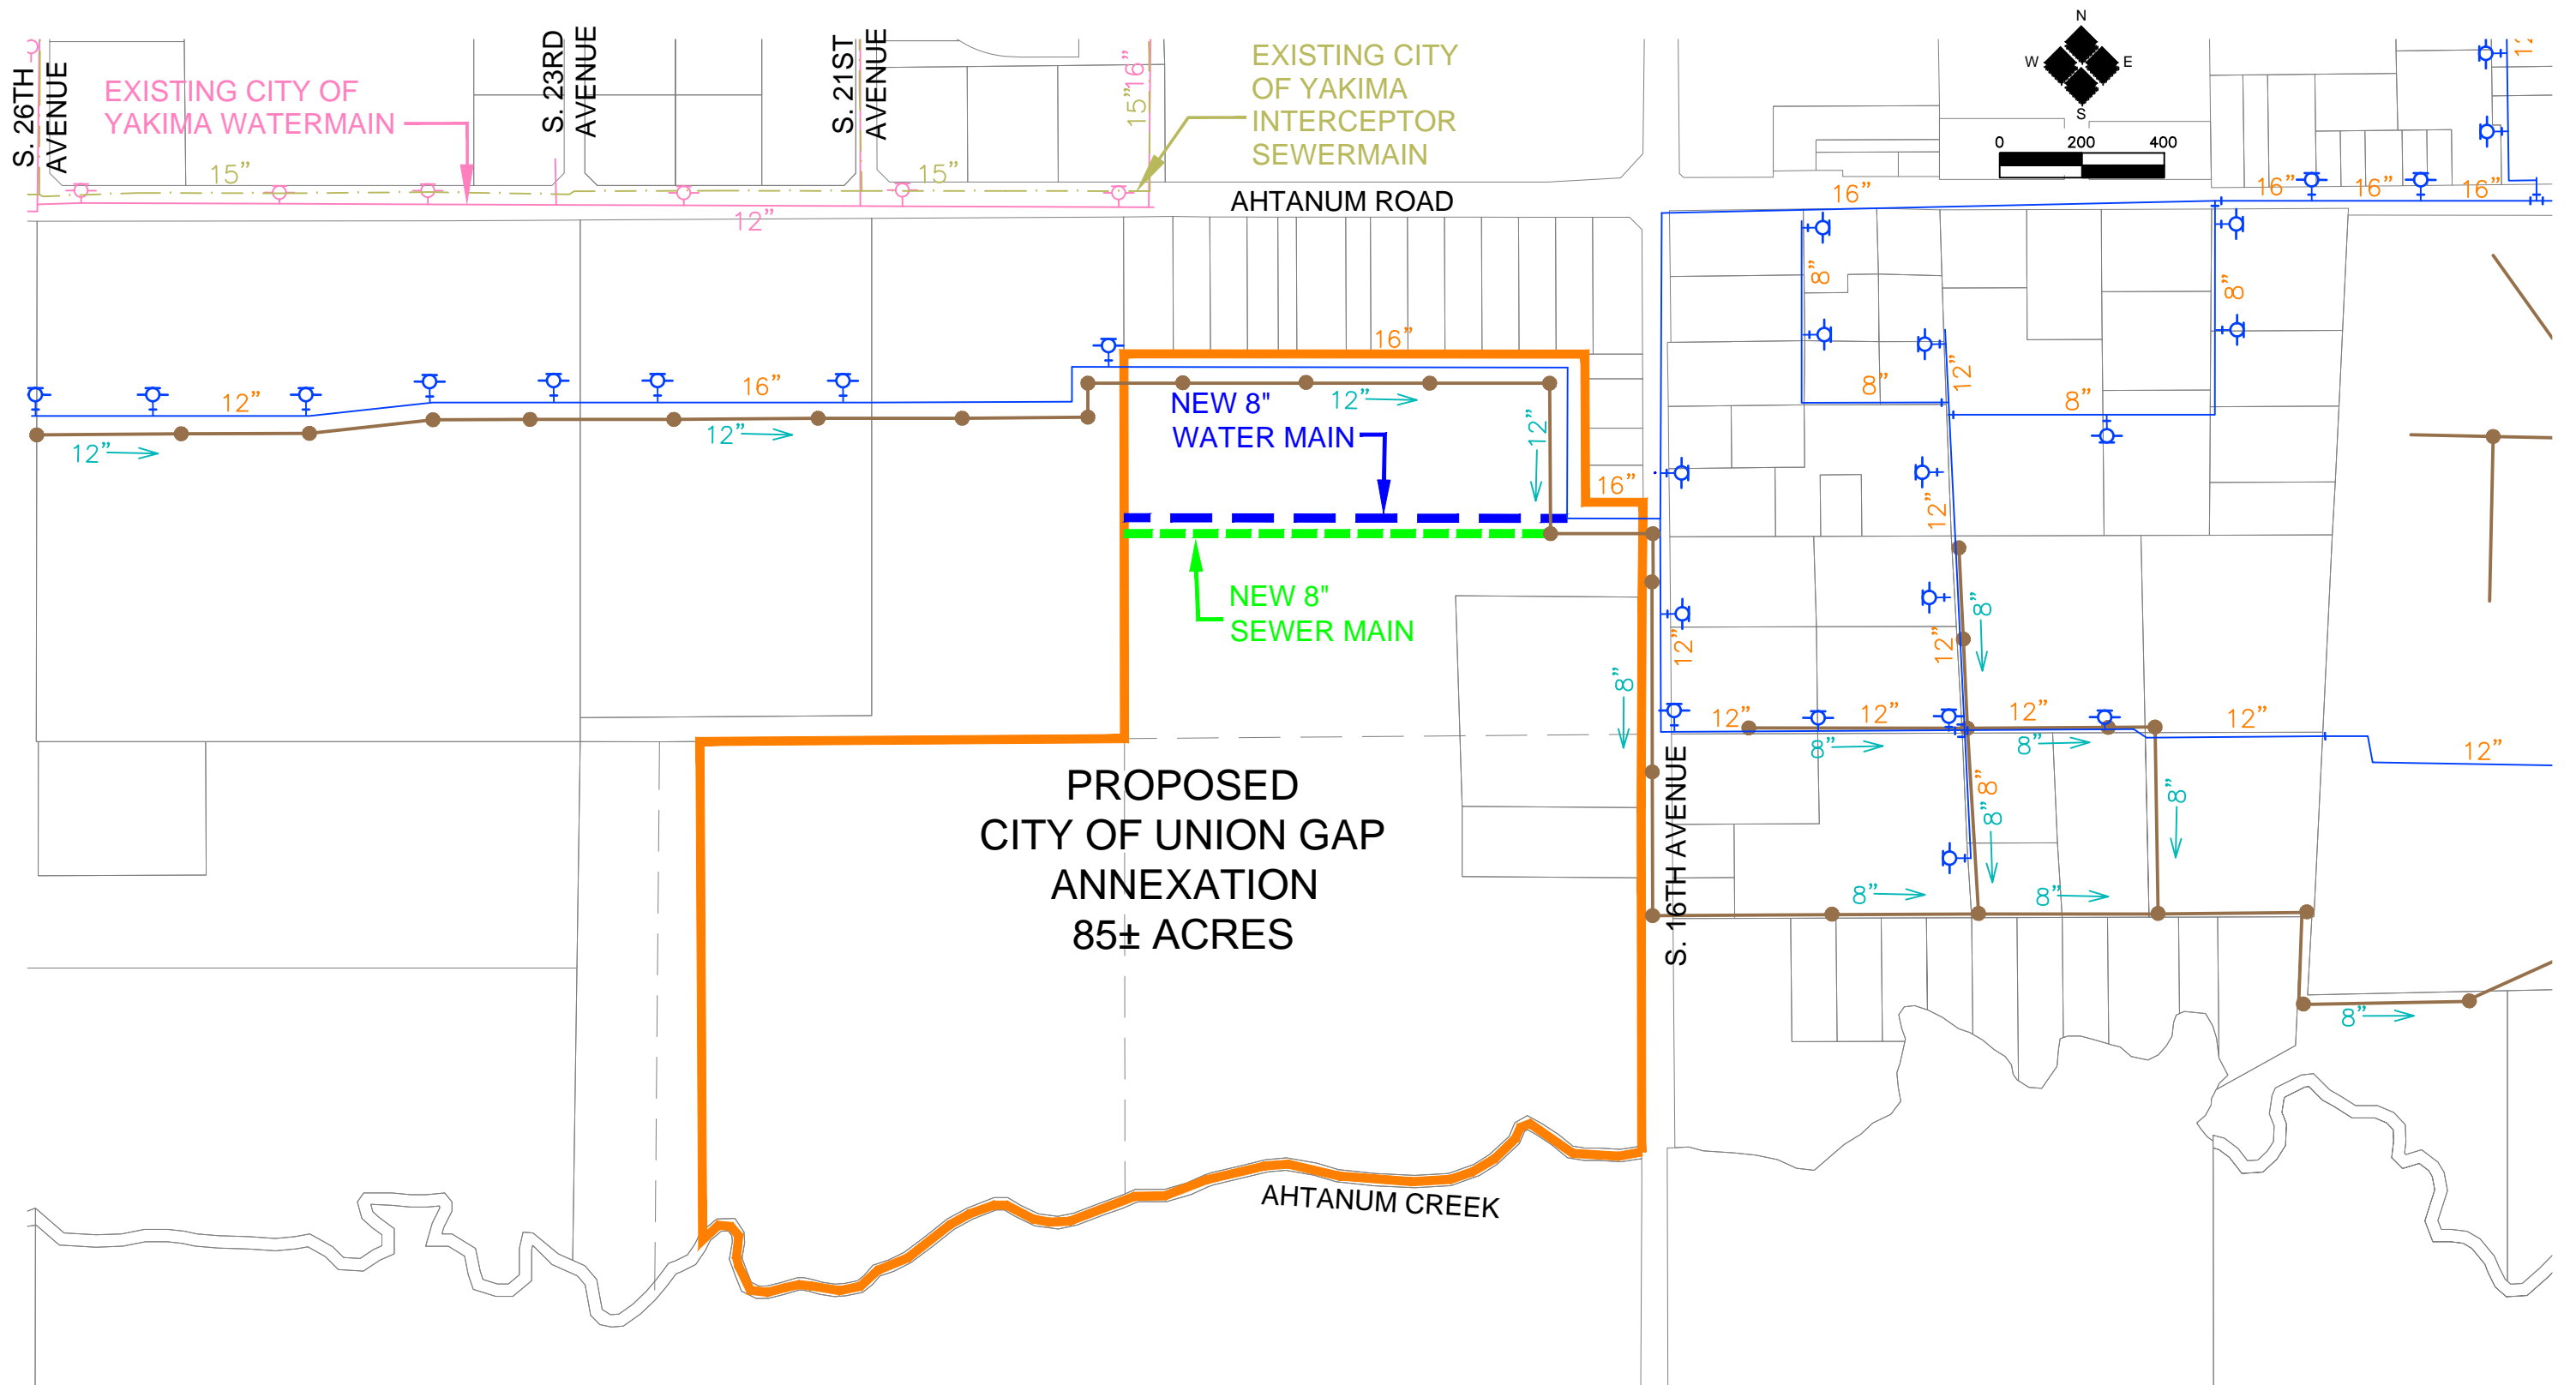 N
W
E
S
0 200 400
S. 26TH
AVENUE
EXISTING CITY OF
YAKIMA WATERMAIN
S. 23RD
AVENUE
S. 21ST
AVENUE
16”
15”
EXISTING CITY
OF YAKIMA
INTERCEPTOR
SEWERMAIN
12”
15”
15”
12”
AHTANUM ROAD
16”
16”
16”
16”
8”
8”
16”
12”
16”
12”
8”
12”
8”
12”
12”
12”
12”
NEW 8"
WATER MAIN
16”
12”
NEW 8"
SEWER MAIN
8”
12”
12”
8”
12”
12”
12”
12”
12”
8”
8”
8”
8”
8”
PROPOSED
CITY OF UNION GAP
ANNEXATION
85± ACRES
S. 16TH AVENUE
8”
8”
8”
AHTANUM CREEK